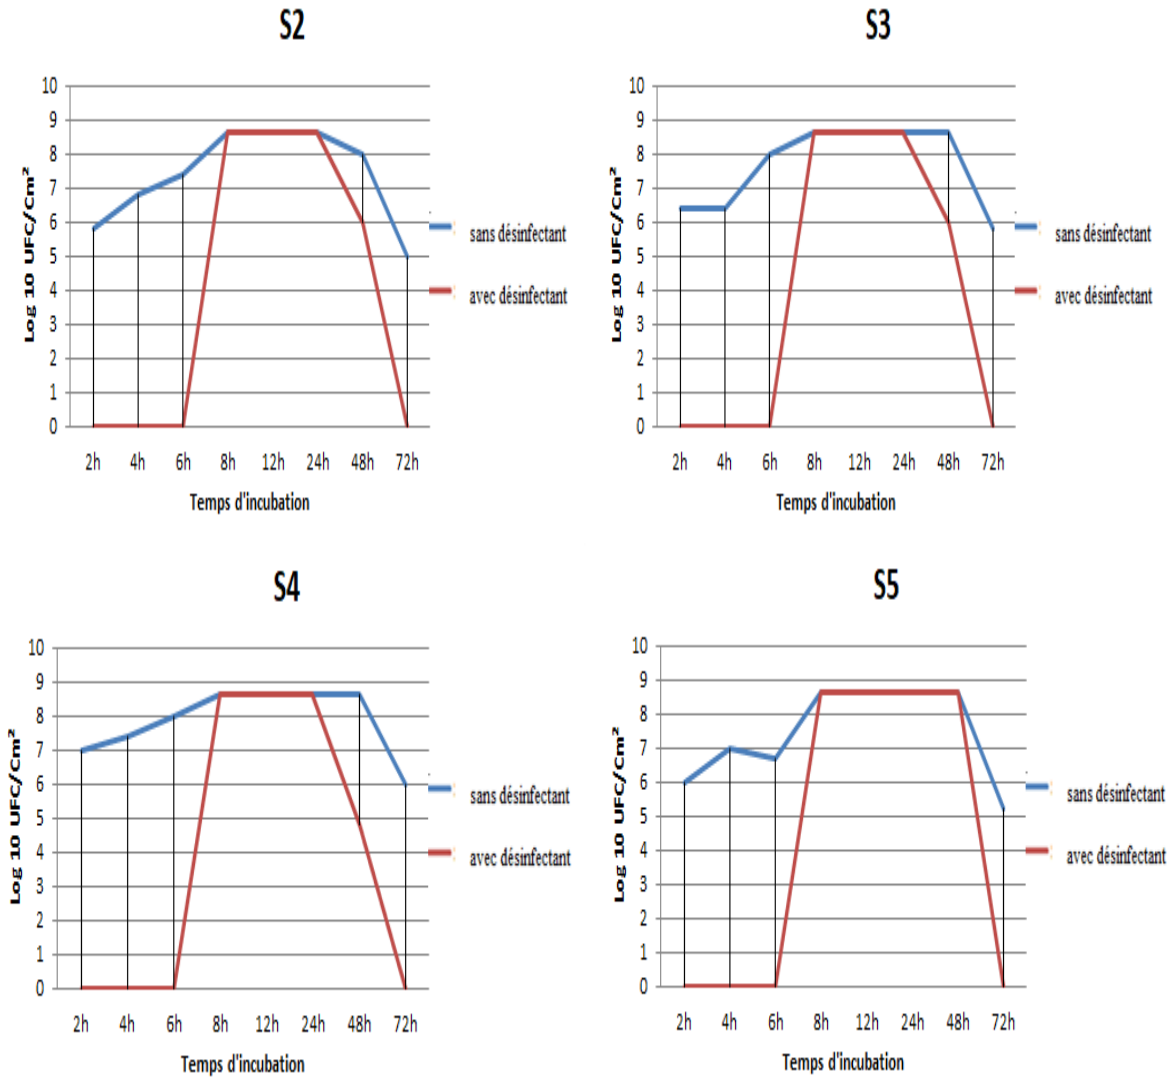 S2
10
9
8
7
6
5
4
3
2
1
0
Log 10 UFC/Cm²
2h 4h 6h 8h 12h 24h 48h 72h
Temps d'incubation
sans désinfectant
avec désinfectant
S3
10
9
8
7
6
5
4
3
2
1
0
Log 10 UFC/Cm²
2h 4h 6h 8h 12h 24h 48h 72h
Temps d'incubation
sans désinfectant
avec désinfectant
S4
10
9
8
7
6
5
4
3
2
1
0
Log 10 UFC/Cm²
2h 4h 6h 8h 12h 24h 48h 72h
Temps d'incubation
sans désinfectant
avec désinfectant
S5
10
9
8
7
6
5
4
3
2
1
0
Log 10 UFC/Cm²
2h 4h 6h 8h 12h 24h 48h 72h
Temps d'incubation
sans désinfectant
avec désinfectant